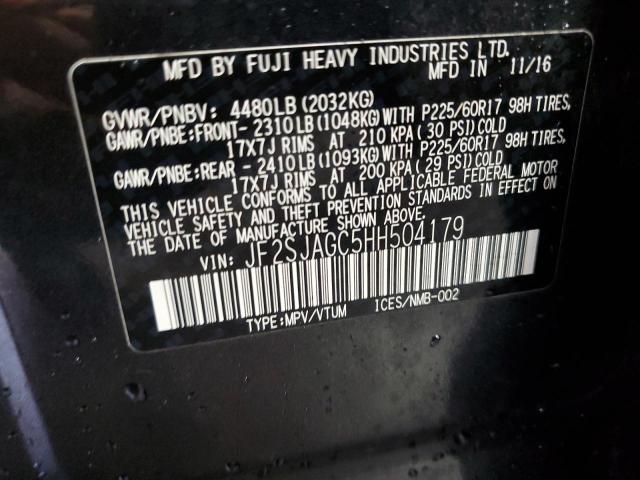 MFD BY FUJI HEAVY INDUSTRIES LTD.
MFD IN 11/16
GVWR/PNBV: 4480LB (2032KG)
GAWR/PNBE:FRONT- 2310LB(1048KG)WITH P225/60R17 98H TIRES,
17X7J RIMS AT 210 KPA (30 PSI)COLD
GAWR/PNBE:REAR - 2410LB(1093KG)WITH P225/60R17 98H TIRES,
17X7J RIMS AT 200 KPA (29 PSI)COLD
THIS VEHICLE CONFORMS TO ALL APPLICABLE FEDERAL MOTOR
VEHICLE SAFETY AND THEFT PREVENTION STANDARDS IN EFFECT ON
THE DATE OF MANUFACTURE SHOWN ABOVE.
VIN: JF2SJAGC5HH504179
TYPE:MPV/VTUM ICES/NMB-002